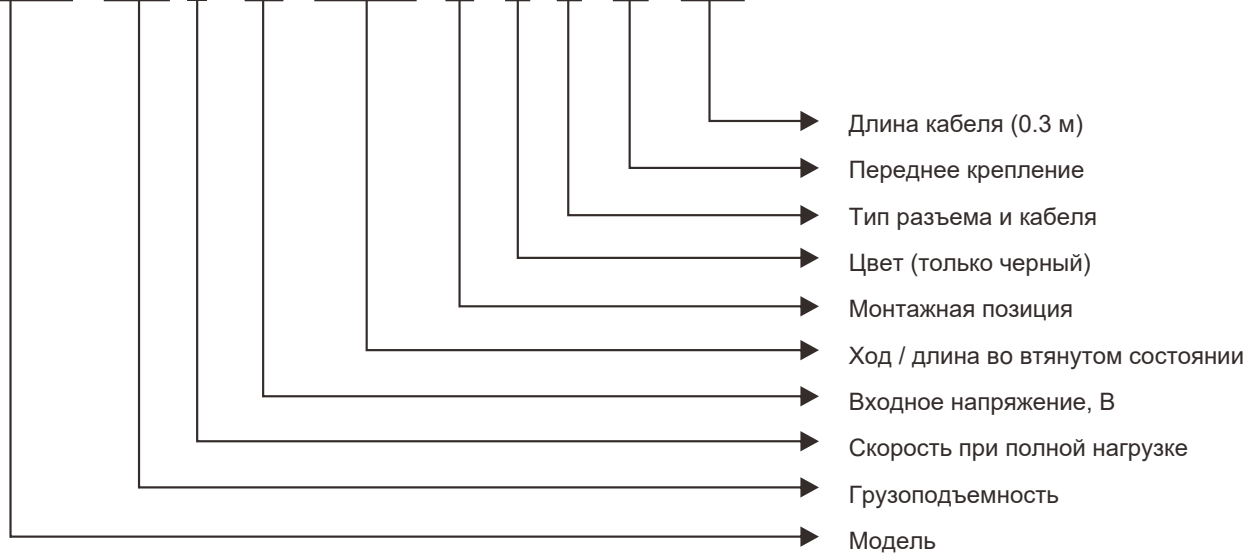 Длина кабеля (0.3 м)
Переднее крепление
Тип разъема и кабеля
Цвет (только черный)
Монтажная позиция
Ход / длина во втянутом состоянии
Входное напряжение, В
Скорость при полной нагрузке
Грузоподъемность
Модель